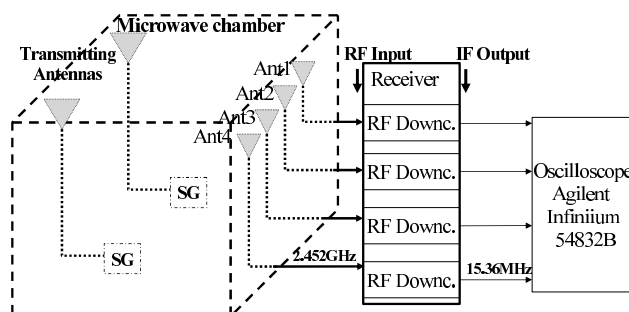 Microwave chamber
Transmitting
Antennas
Ant1
Ant2
Ant3
Ant4
SG
SG
2.452GHz
RF Input
IF Output
Receiver
RF Downc.
RF Downc.
RF Downc.
RF Downc.
15.36MHz
Oscilloscope
Agilent
Infiniium
54832B